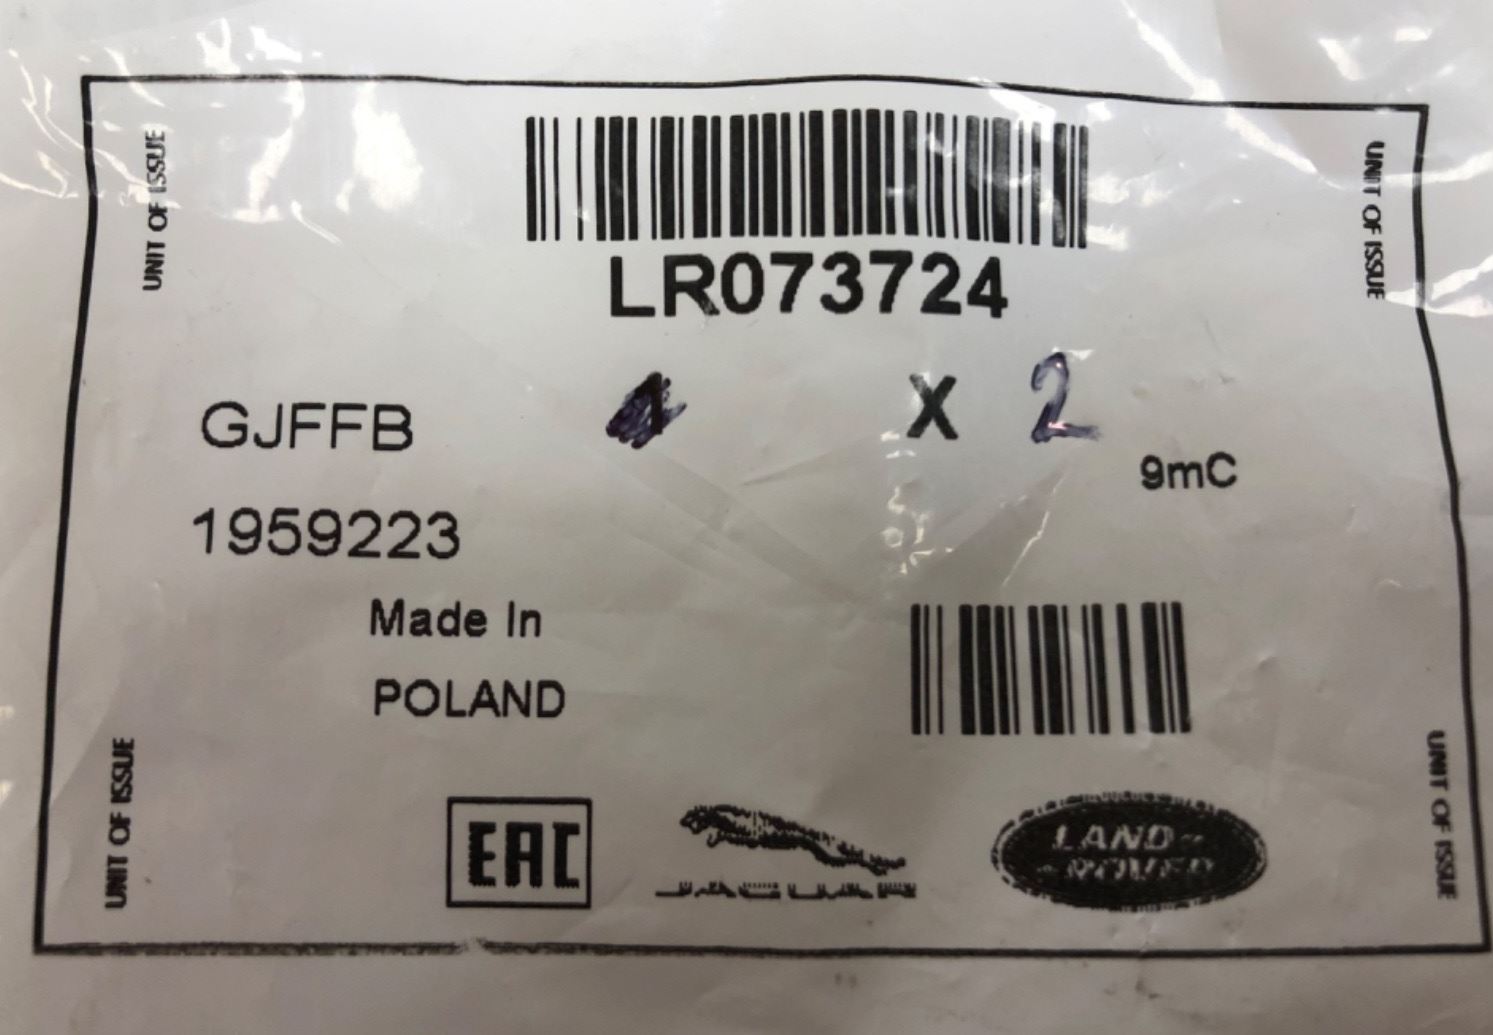 UNIT OF ISSUE
UNIT OF ISSUE
LR073724
GJFFB
X 2
9mC
1959223
Made In
POLAND
UNIT OF ISSUE
UNIT OF ISSUE
EAC
JAGUAR
LAND-
-ROVER